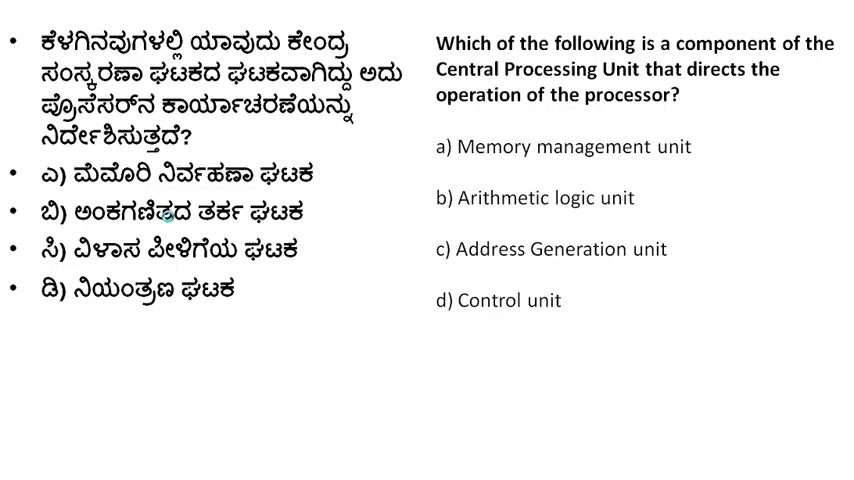 • ಕೆಳಗಿನವುಗಳಲ್ಲಿ ಯಾವುದು ಕೇಂದ್ರ
ಸಂಸ್ಕರಣಾ ಘಟಕದ ಘಟಕವಾಗಿದ್ದು ಅದು
ಪ್ರೊಸೆಸರ್‌ನ ಕಾರ್ಯಾಚರಣೆಯನ್ನು
ನಿರ್ದೇಶಿಸುತ್ತದೆ?
• ಎ) ಮೆಮೊರಿ ನಿರ್ವಹಣಾ ಘಟಕ
• ಬಿ) ಅಂಕಗಣಿತದ ತರ್ಕ ಘಟಕ
• ಸಿ) ವಿಳಾಸ ಪೀಳಿಗೆಯ ಘಟಕ
• ಡಿ) ನಿಯಂತ್ರಣ ಘಟಕ
Which of the following is a component of the
Central Processing Unit that directs the
operation of the processor?
a) Memory management unit
b) Arithmetic logic unit
c) Address Generation unit
d) Control unit